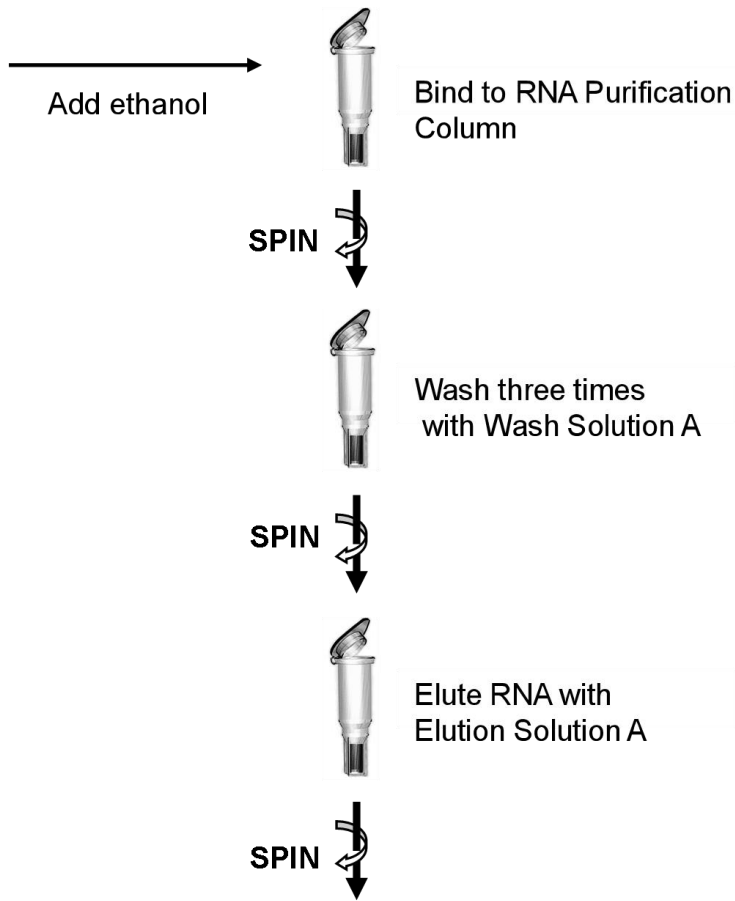 Add ethanol
Bind to RNA Purification
Column
SPIN
Wash three times
with Wash Solution A
SPIN
Elute RNA with
Elution Solution A
SPIN